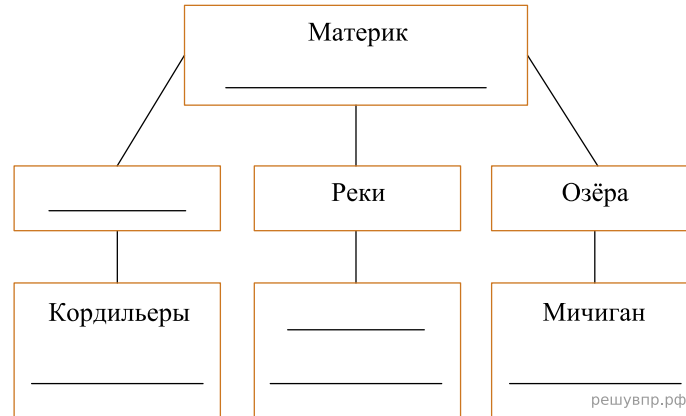 Материк
Реки
Озёра
Кордильеры
Мичиган
решувпр.рф